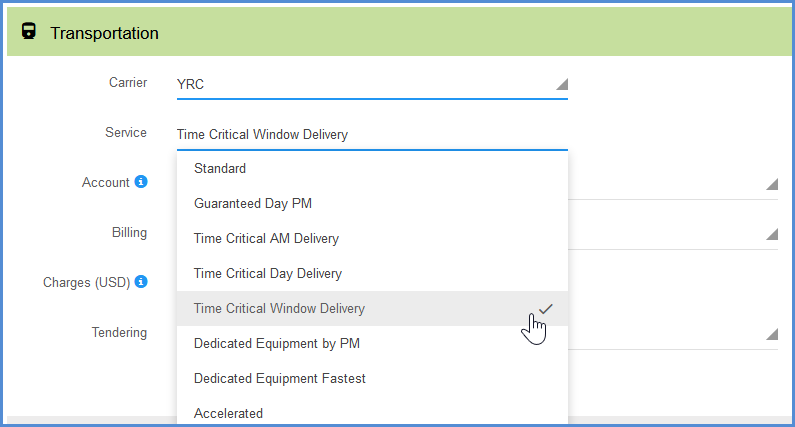 Transportation
Carrier
YRC
Service
Time Critical Window Delivery
Standard
Account
Guaranteed Day PM
Billing
Time Critical AM Delivery
Time Critical Day Delivery
Charges (USD)
Time Critical Window Delivery
Tendering
Dedicated Equipment by PM
Dedicated Equipment Fastest
Accelerated